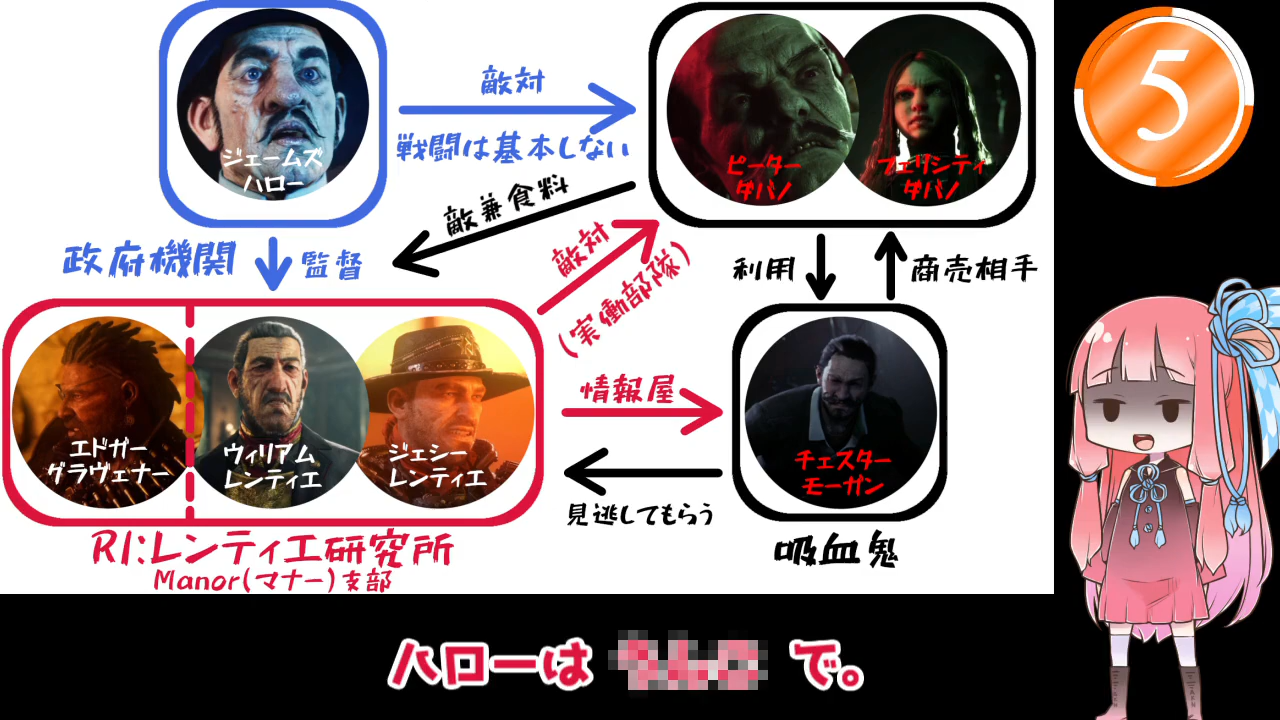 5
ジェームズ
ハロー
敵対
戦闘は基本しない
ピーター
ダバノ
フェリシティ
ダバノ
敵兼食料
政府機関
監督
敵対
(実働部隊)
利用
商売相手
エドガー
グラヴェナー
ウィリアム
レンティエ
ジェシー
レンティエ
情報屋
見逃してもらう
チェスター
モーガン
RI:レンティエ研究所
Manor(マナー)支部
吸血鬼
ハローは
で。